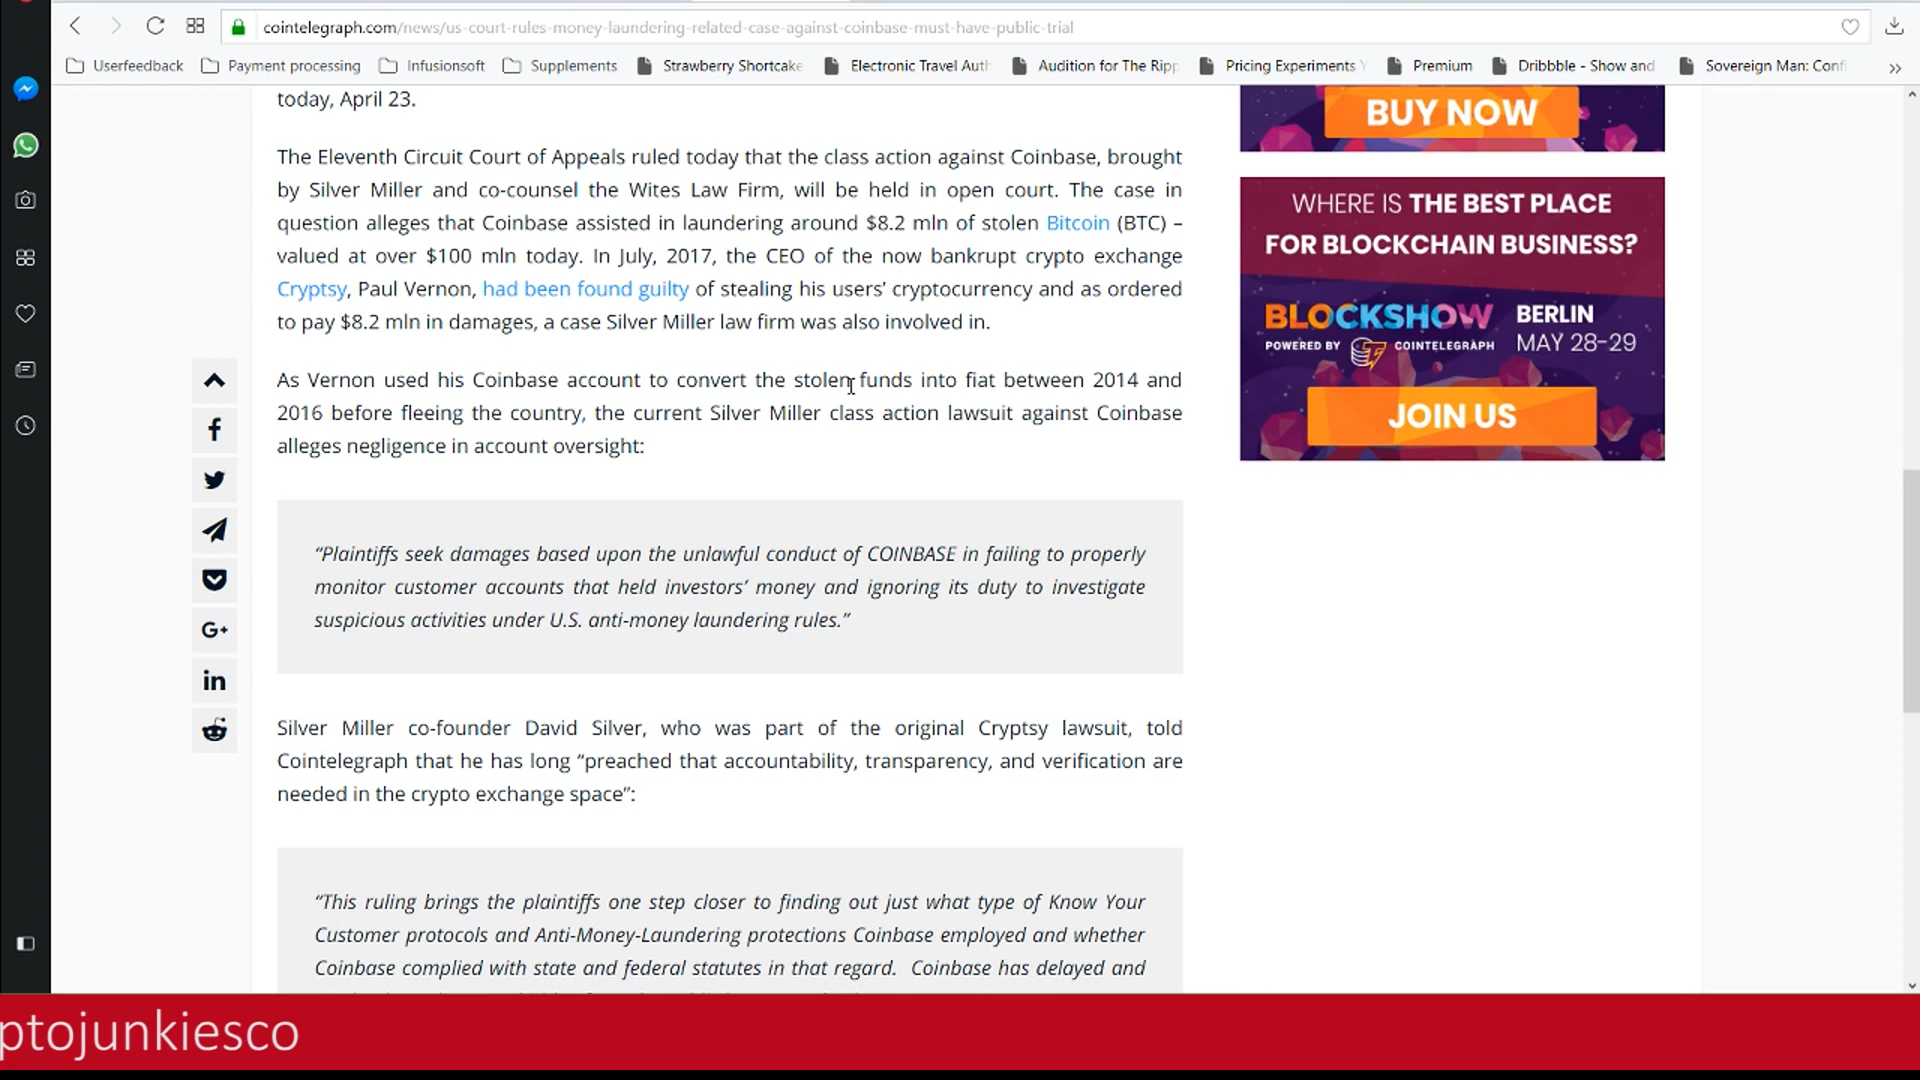 cointelegraph.com/news/us-court-rules-money-laundering-related-case-against-coinbase-must-have-public-trial
Userfeedback Payment processing Infusionsoft Supplements Strawberry Shortcake Electronic Travel Auth Audition for The Ripp Pricing Experiments Premium Dribbble - Show and Sovereign Man: Confi
today, April 23.
The Eleventh Circuit Court of Appeals ruled today that the class action against Coinbase, brought
by Silver Miller and co-counsel the Wites Law Firm, will be held in open court. The case in
question alleges that Coinbase assisted in laundering around $8.2 mln of stolen Bitcoin (BTC) –
valued at over $100 mln today. In July, 2017, the CEO of the now bankrupt crypto exchange
Cryptsy, Paul Vernon, had been found guilty of stealing his users’ cryptocurrency and as ordered
to pay $8.2 mln in damages, a case Silver Miller law firm was also involved in.
As Vernon used his Coinbase account to convert the stolen funds into fiat between 2014 and
2016 before fleeing the country, the current Silver Miller class action lawsuit against Coinbase
alleges negligence in account oversight:
“Plaintiffs seek damages based upon the unlawful conduct of COINBASE in failing to properly
monitor customer accounts that held investors’ money and ignoring its duty to investigate
suspicious activities under U.S. anti-money laundering rules.”
Silver Miller co-founder David Silver, who was part of the original Cryptsy lawsuit, told
Cointelegraph that he has long “preached that accountability, transparency, and verification are
needed in the crypto exchange space”:
“This ruling brings the plaintiffs one step closer to finding out just what type of Know Your
Customer protocols and Anti-Money-Laundering protections Coinbase employed and whether
Coinbase complied with state and federal statutes in that regard. Coinbase has delayed and
BUY NOW
WHERE IS THE BEST PLACE
FOR BLOCKCHAIN BUSINESS?
BLOCKSHOW BERLIN
POWERED BY COINTELEGRAPH MAY 28-29
JOIN US
G+
in
ptojunkiesco